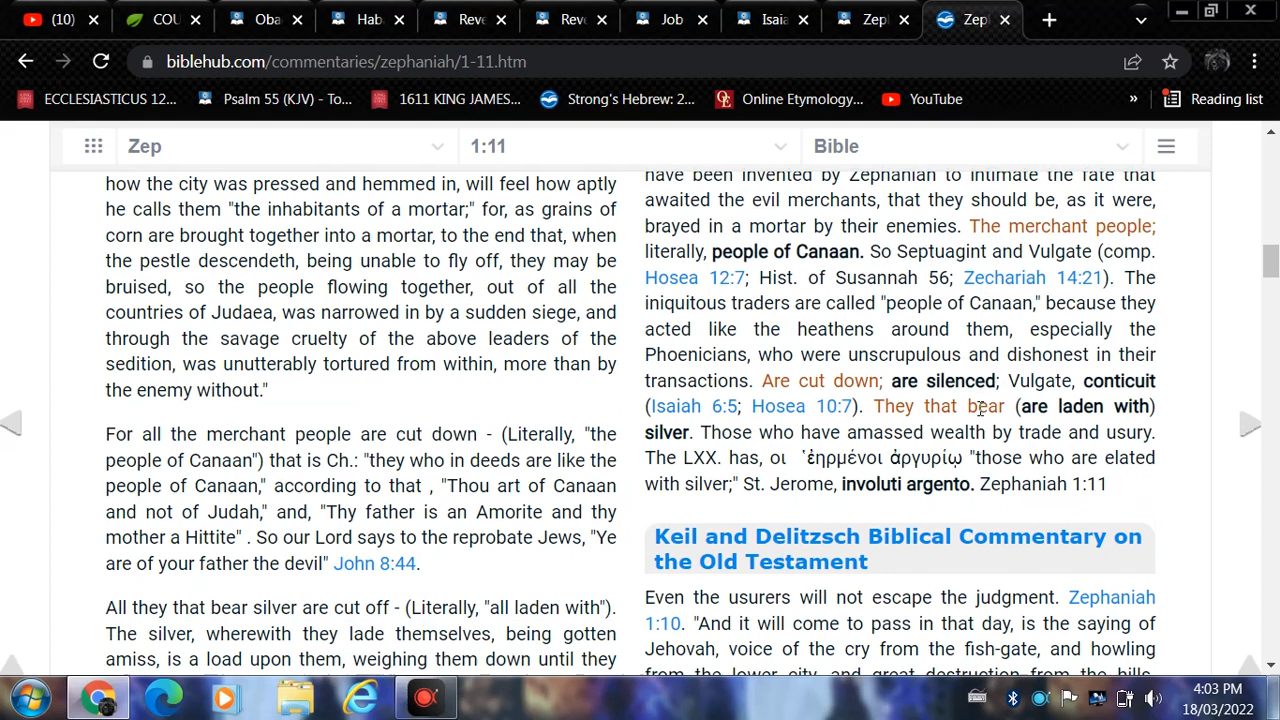 (10)
COU
Oba
Hab
Reve
Reve
Job
Isaia
Zepl
Zep
biblehub.com/commentaries/zephaniah/1-11.htm
ECCLESIASTICUS 12...
Psalm 55 (KJV) - To...
1611 KING JAMES...
Strong's Hebrew: 2...
Online Etymology...
YouTube
»
Reading list
Zep
1:11
Bible
how the city was pressed and hemmed in, will feel how aptly
he calls them "the inhabitants of a mortar;" for, as grains of
corn are brought together into a mortar, to the end that, when
the pestle descendeth, being unable to fly off, they may be
bruised, so the people flowing together, out of all the
countries of Judaea, was narrowed in by a sudden siege, and
through the savage cruelty of the above leaders of the
sedition, was unutterably tortured from within, more than by
the enemy without."
For all the merchant people are cut down - (Literally, "the
people of Canaan") that is Ch.: "they who in deeds are like the
people of Canaan," according to that , "Thou art of Canaan
and not of Judah," and, "Thy father is an Amorite and thy
mother a Hittite" . So our Lord says to the reprobate Jews, "Ye
are of your father the devil" John 8:44.
All they that bear silver are cut off - (Literally, "all laden with").
The silver, wherewith they lade themselves, being gotten
amiss, is a load upon them, weighing them down until they
have been invented by Zephaniah to intimate the fate that
awaited the evil merchants, that they should be, as it were,
brayed in a mortar by their enemies. The merchant people;
literally, people of Canaan. So Septuagint and Vulgate (comp.
Hosea 12:7; Hist. of Susannah 56; Zechariah 14:21). The
iniquitous traders are called "people of Canaan," because they
acted like the heathens around them, especially the
Phoenicians, who were unscrupulous and dishonest in their
transactions. Are cut down; are silenced; Vulgate, conticuit
(Isaiah 6:5; Hosea 10:7). They that bear (are laden with)
silver. Those who have amassed wealth by trade and usury.
The LXX. has, οι ᾿ἐηρμένοι ἀργυρίῳ "those who are elated
with silver;" St. Jerome, involuti argento. Zephaniah 1:11
Keil and Delitzsch Biblical Commentary on
the Old Testament
Even the usurers will not escape the judgment. Zephaniah
1:10. "And it will come to pass in that day, is the saying of
Jehovah, voice of the cry from the fish-gate, and howling
from the lower city, and great destruction from the hills.
4:03 PM
18/03/2022